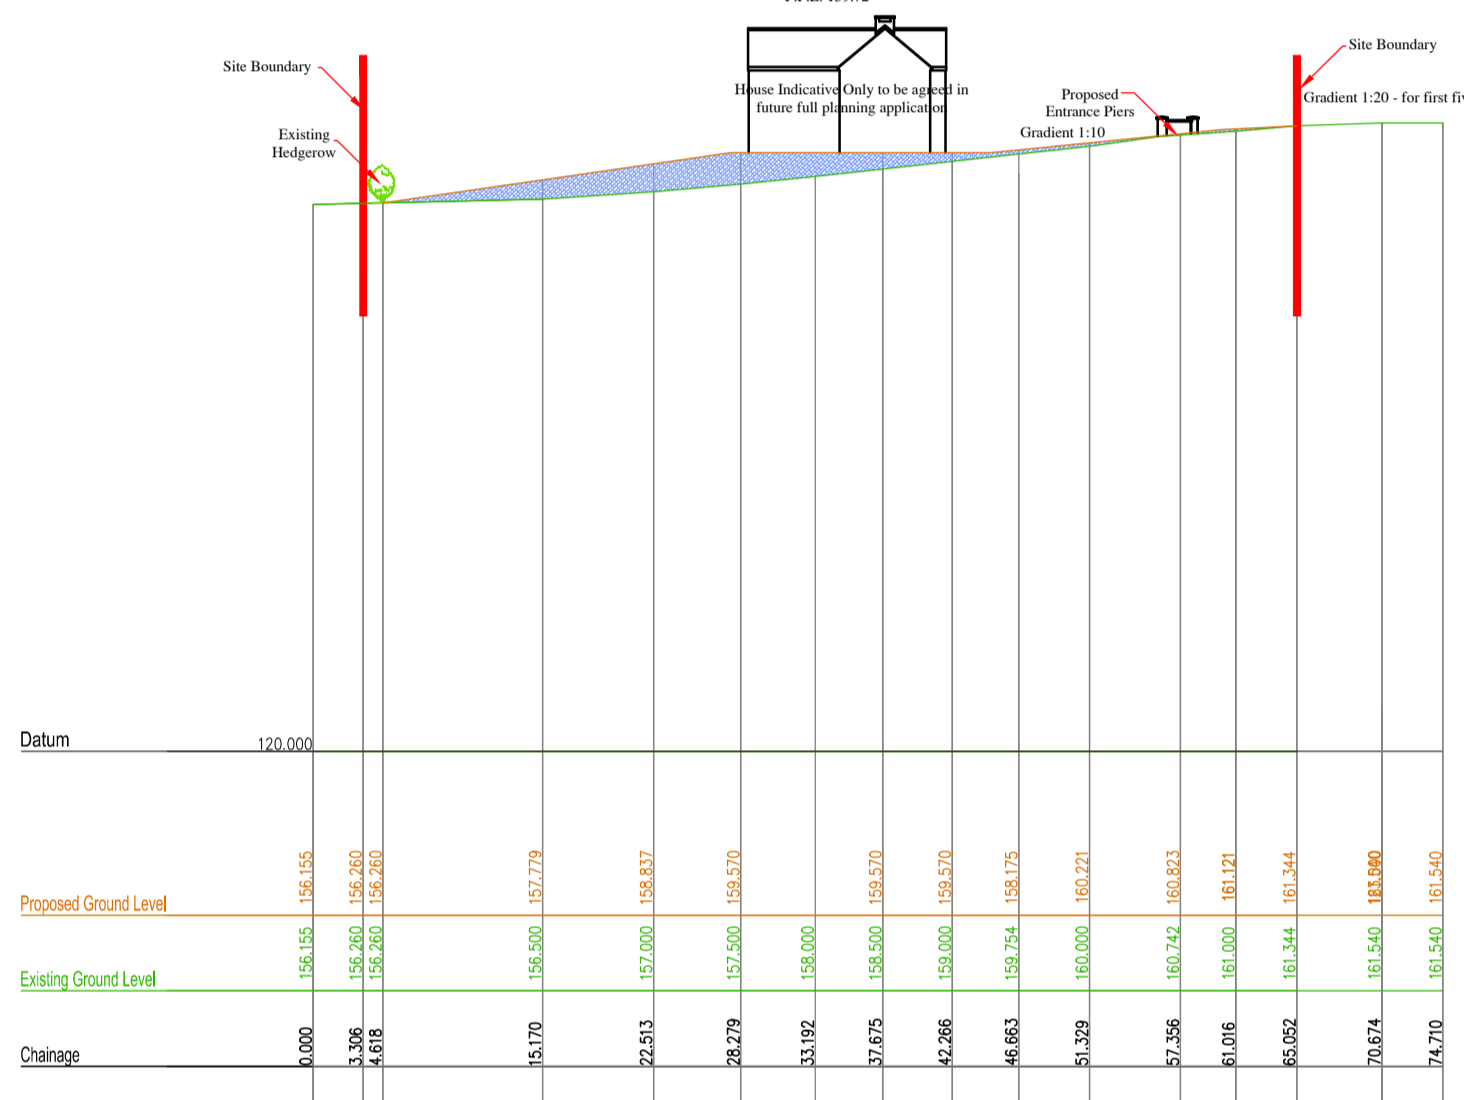 Site Boundary
Existing
Hedgerow
House Indicative Only to be agreed in
future full planning application
Proposed
Entrance Piers
Gradient 1:10
Site Boundary
Gradient 1:20 - for first
Datum
120.000
Proposed Ground Level
156.155 156.260 156.260 157.779 158.837 159.570 159.570 159.570 158.175 160.221 160.823 161.121 161.344 161.540
Existing Ground Level
156.155 156.260 156.260 156.500 157.000 157.500 158.000 158.500 159.000 159.754 160.000 160.742 161.000 161.344 161.540 161.540
Chainage
0.000 3.306 4.618 15.170 22.513 28.279 33.192 37.675 42.266 46.663 51.329 57.356 61.016 65.052 70.674 74.710